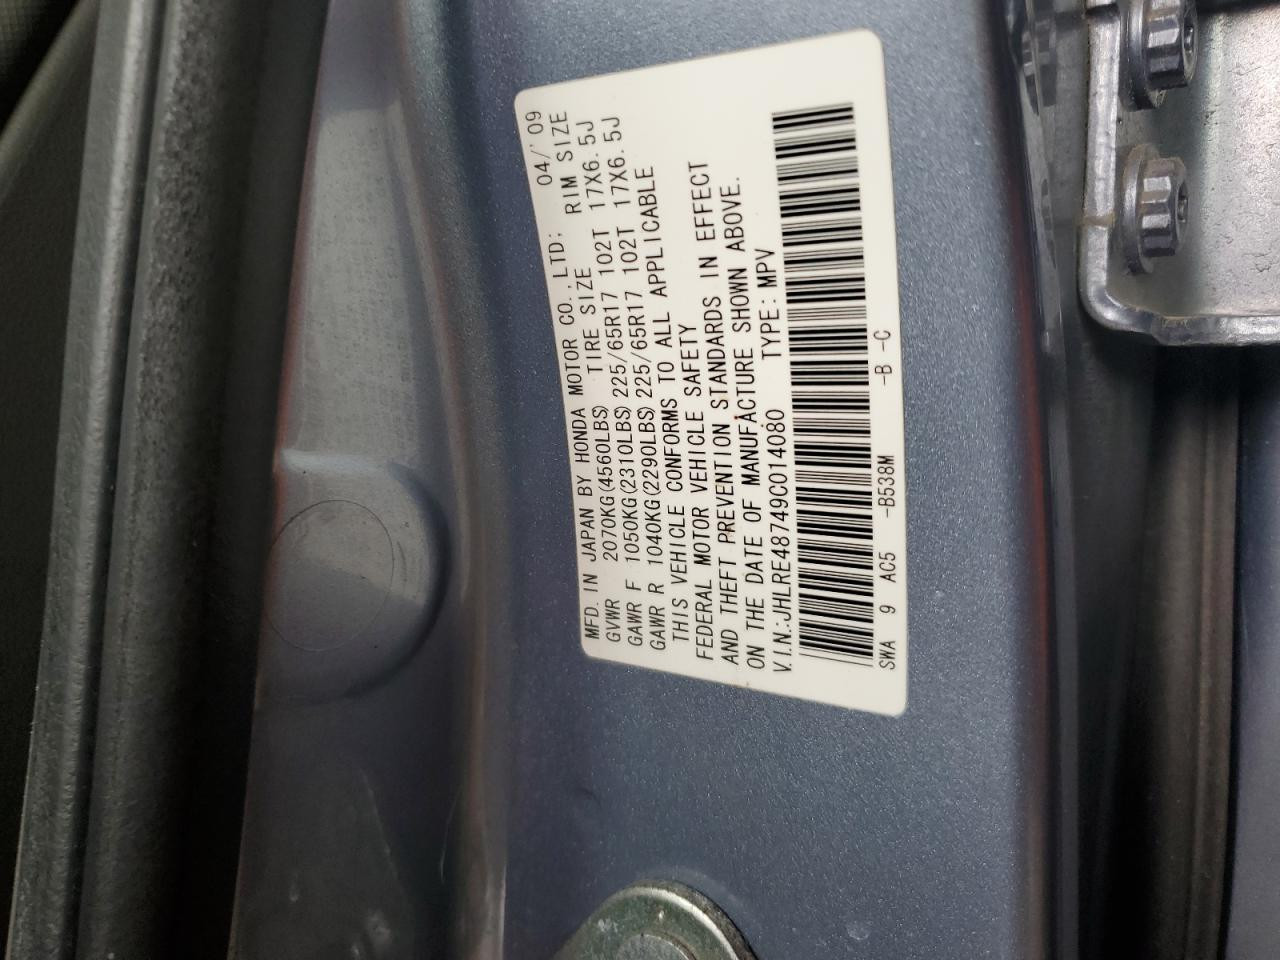 MFD. IN JAPAN BY HONDA MOTOR CO.,LTD; 04/'09
GVWR 2070KG(4560LBS) TIRE SIZE RIM SIZE
GAWR F 1050KG(2310LBS) 225/65R17 102T 17X6.5J
GAWR R 1040KG(2290LBS) 225/65R17 102T 17X6.5J
THIS VEHICLE CONFORMS TO ALL APPLICABLE
FEDERAL MOTOR VEHICLE SAFETY
AND THEFT PREVENTION STANDARDS IN EFFECT
ON THE DATE OF MANUFACTURE SHOWN ABOVE.
V.I.N.:JHLRE48749C014080 TYPE:MPV
SWA 9 AC5 -B538M -B -C